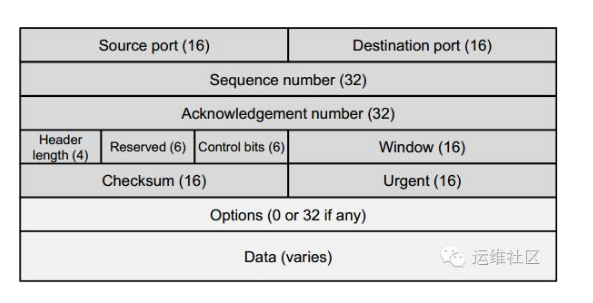 Source port (16) Destination port (16)
Sequence number (32)
Acknowledgement number (32)
Header length (4) Reserved (6) Control bits (6) Window (16)
Checksum (16) Urgent (16)
Options (0 or 32 if any)
Data (varies)
运维社区